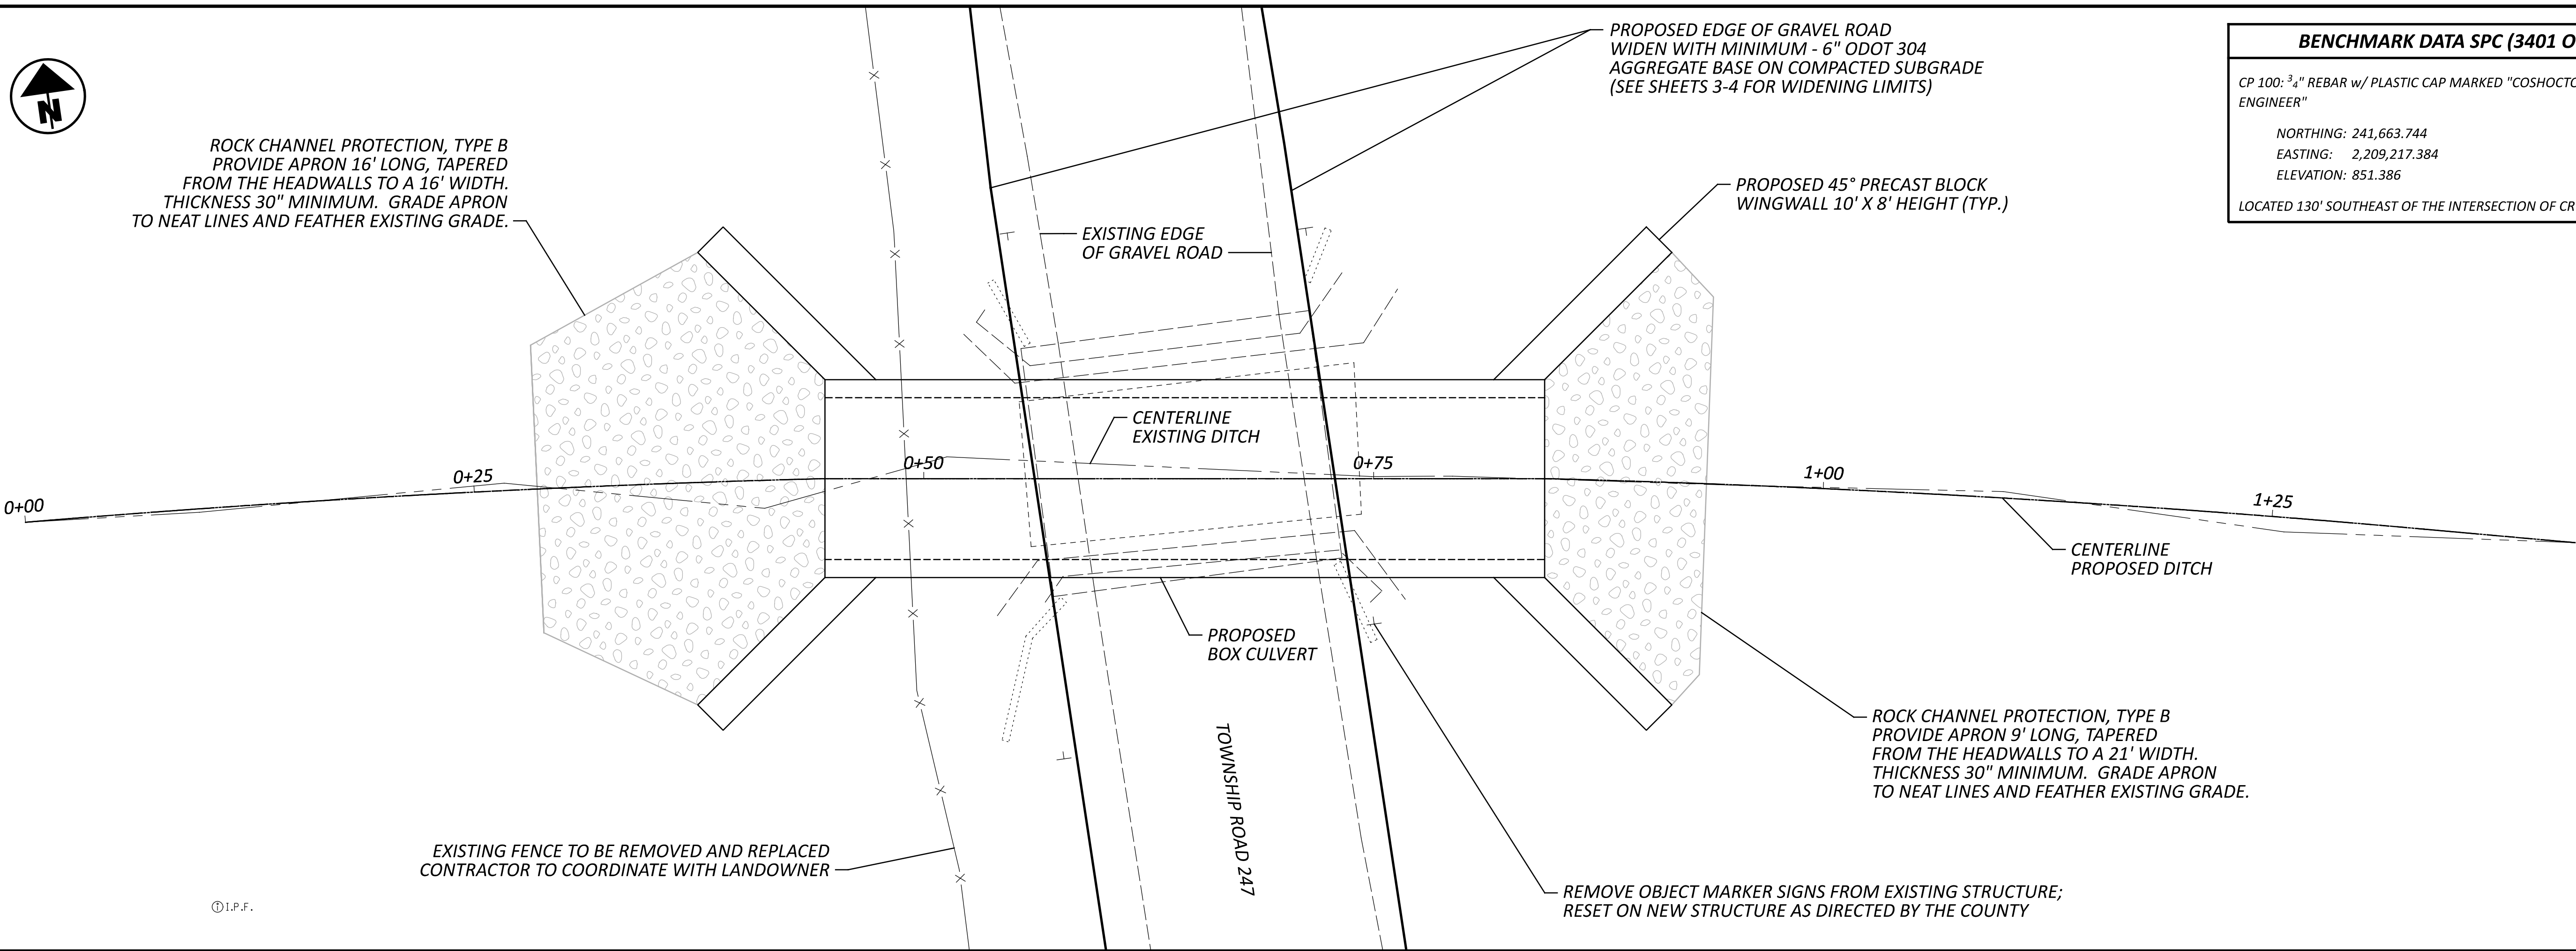 PROPOSED EDGE OF GRAVEL ROAD
WIDEN WITH MINIMUM - 6" ODOT 304
AGGREGATE BASE ON COMPACTED SUBGRADE
(SEE SHEETS 3-4 FOR WIDENING LIMITS)
BENCHMARK DATA SPC (3401 O
CP 100: 3/4" REBAR w/ PLASTIC CAP MARKED "COSHOCTO
ENGINEER"
NORTHING: 241,663.744
EASTING: 2,209,217.384
ELEVATION: 851.386
LOCATED 130' SOUTHEAST OF THE INTERSECTION OF CR
N
ROCK CHANNEL PROTECTION, TYPE B
PROVIDE APRON 16' LONG, TAPERED
FROM THE HEADWALLS TO A 16' WIDTH.
THICKNESS 30" MINIMUM. GRADE APRON
TO NEAT LINES AND FEATHER EXISTING GRADE.
PROPOSED 45° PRECAST BLOCK
WINGWALL 10' X 8' HEIGHT (TYP.)
EXISTING EDGE
OF GRAVEL ROAD
CENTERLINE
EXISTING DITCH
0+00
0+25
0+50
0+75
1+00
1+25
CENTERLINE
PROPOSED DITCH
PROPOSED
BOX CULVERT
TOWNSHIP ROAD 247
ROCK CHANNEL PROTECTION, TYPE B
PROVIDE APRON 9' LONG, TAPERED
FROM THE HEADWALLS TO A 21' WIDTH.
THICKNESS 30" MINIMUM. GRADE APRON
TO NEAT LINES AND FEATHER EXISTING GRADE.
EXISTING FENCE TO BE REMOVED AND REPLACED
CONTRACTOR TO COORDINATE WITH LANDOWNER
REMOVE OBJECT MARKER SIGNS FROM EXISTING STRUCTURE;
RESET ON NEW STRUCTURE AS DIRECTED BY THE COUNTY
I.P.F.